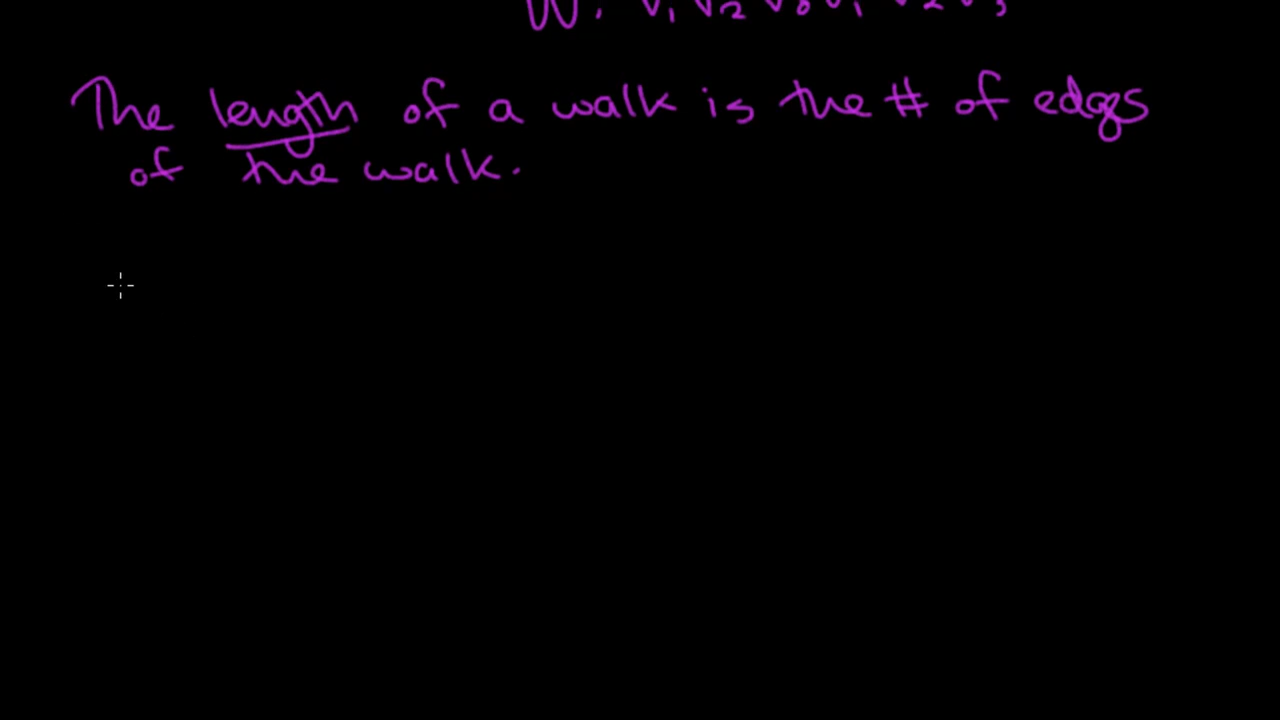 The length of a walk is the # of edges
of the walk.